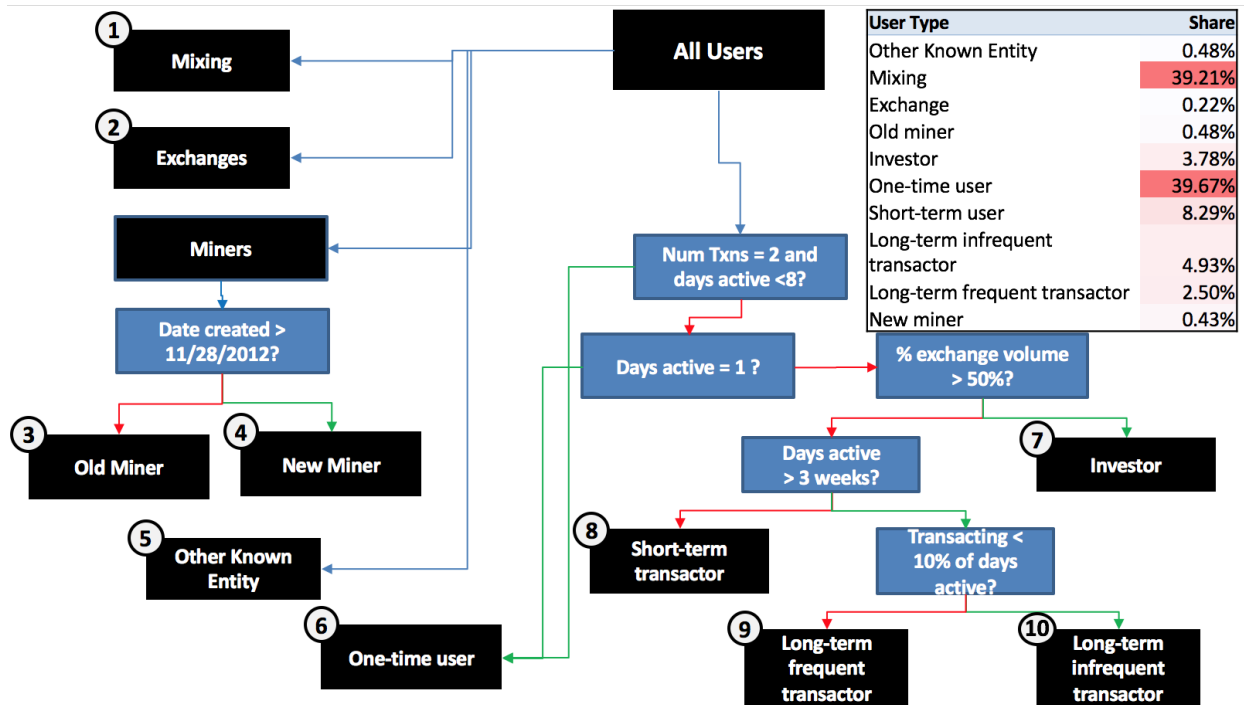 1
Mixing
2
Exchanges
Miners
Date created >
11/28/2012?
3
Old Miner
4
New Miner
5
Other Known
Entity
6
One-time user
All Users
Num Txns = 2 and
days active <8?
Days active = 1 ?
% exchange volume
> 50%?
Days active
> 3 weeks?
7
Investor
8
Short-term
transactor
Transacting <
10% of days
active?
9
Long-term
frequent
transactor
10
Long-term
infrequent
transactor
User Type Share
Other Known Entity 0.48%
Mixing 39.21%
Exchange 0.22%
Old miner 0.48%
Investor 3.78%
One-time user 39.67%
Short-term user 8.29%
Long-term infrequent
transactor 4.93%
Long-term frequent transactor 2.50%
New miner 0.43%